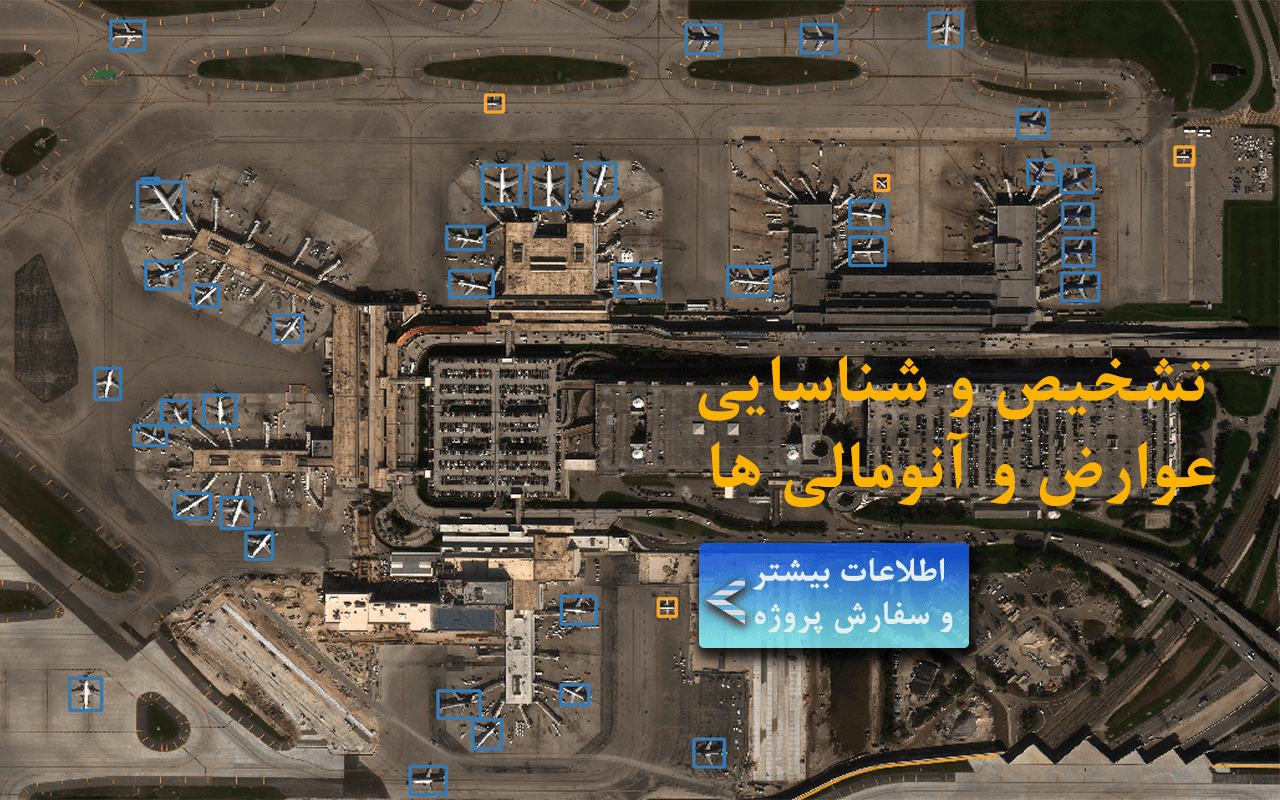 تشخیص و شناسایی
عوارض و آنومالی ها
اطلاعات بیشتر
و سفارش پروژه